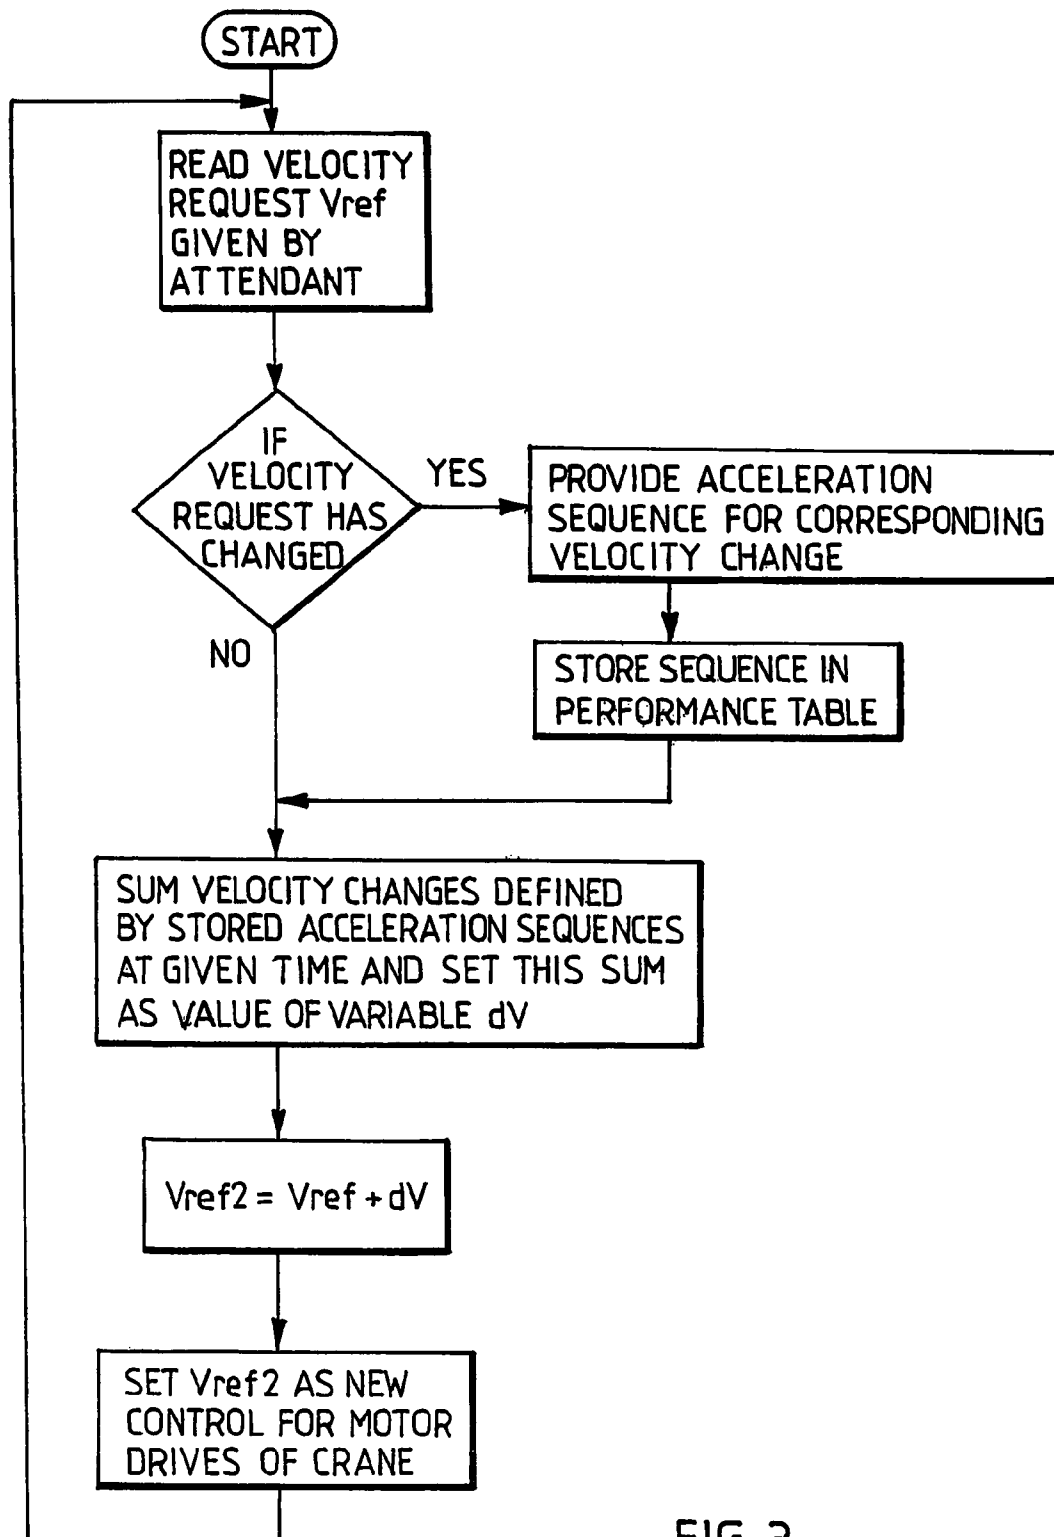 START
READ VELOCITY
REQUEST Vref
GIVEN BY
ATTENDANT
IF
VELOCITY
REQUEST HAS
CHANGED
YES
PROVIDE ACCELERATION
SEQUENCE FOR CORRESPONDING
VELOCITY CHANGE
NO
STORE SEQUENCE IN
PERFORMANCE TABLE
SUM VELOCITY CHANGES DEFINED
BY STORED ACCELERATION SEQUENCES
AT GIVEN TIME AND SET THIS SUM
AS VALUE OF VARIABLE dV
Vref2 = Vref + dV
SET Vref2 AS NEW
CONTROL FOR MOTOR
DRIVES OF CRANE
FIG.